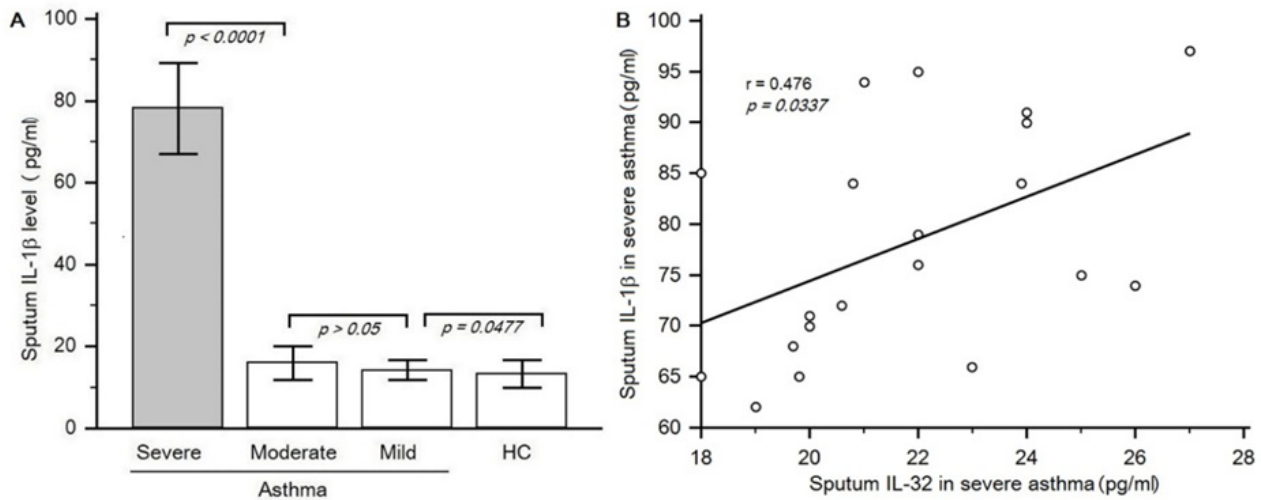 A
Sputum IL-1β level ( pg/ml)
100
80
60
40
20
0
p < 0.0001
p > 0.05
p = 0.0477
Severe
Moderate
Mild
HC
Asthma
B
Sputum IL-1β in severe asthma (pg/ml)
100
95
90
85
80
75
70
65
60
r = 0.476
p = 0.0337
18
20
22
24
26
28
Sputum IL-32 in severe asthma (pg/ml)